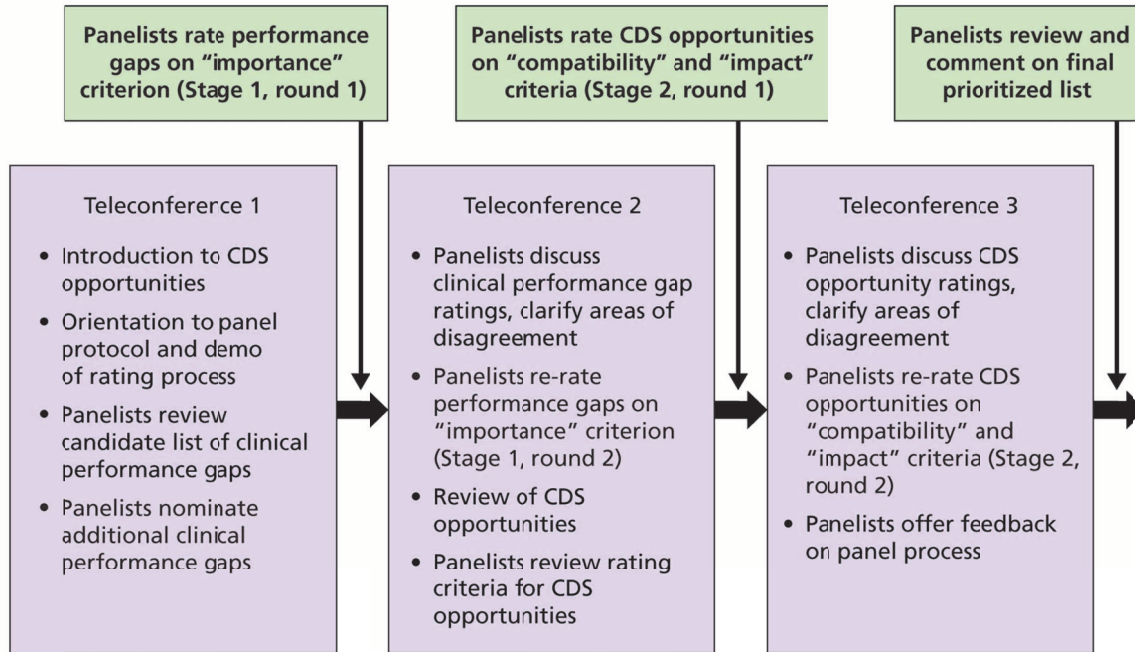 Panelists rate performance
gaps on “importance”
criterion (Stage 1, round 1)
Panelists rate CDS opportunities
on “compatibility” and “impact”
criteria (Stage 2, round 1)
Panelists review and
comment on final
prioritized list
Teleconference 1
• Introduction to CDS
opportunities
• Orientation to panel
protocol and demo
of rating process
• Panelists review
candidate list of clinical
performance gaps
• Panelists nominate
additional clinical
performance gaps
Teleconference 2
• Panelists discuss
clinical performance gap
ratings, clarify areas of
disagreement
• Panelists re-rate
performance gaps on
“importance” criterion
(Stage 1, round 2)
• Review of CDS
opportunities
• Panelists review rating
criteria for CDS
opportunities
Teleconference 3
• Panelists discuss CDS
opportunity ratings,
clarify areas of
disagreement
• Panelists re-rate CDS
opportunities on
“compatibility” and
“impact” criteria (Stage 2,
round 2)
• Panelists offer feedback
on panel process